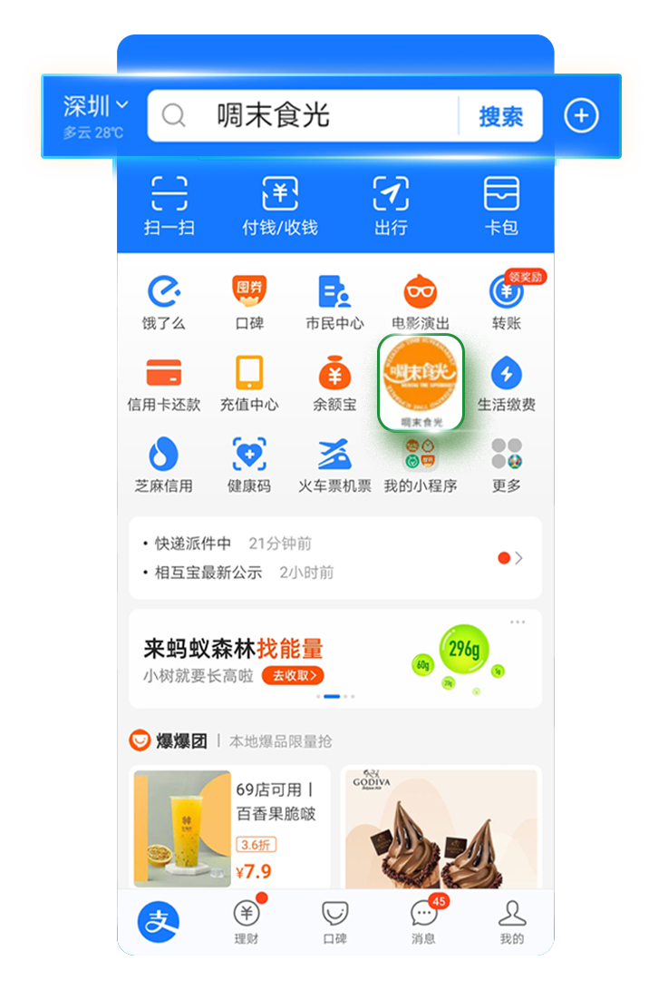 深圳
多云 28℃
啁末食光
搜索
扫一扫
付钱/收钱
出行
卡包
领奖励
囤券
饿了么
口碑
市民中心
电影演出
转账
啁末食光
信用卡还款
充值中心
余额宝
啁末食光
生活缴费
芝麻信用
健康码
火车票机票
我的小程序
更多
• 快递派件中 21分钟前
• 相互宝最新公示 2小时前
来蚂蚁森林找能量
小树就要长高啦
去收取>
296g
60g
5g
爆爆团 | 本地爆品限量抢
69店可用 |
百香果脆啵
3.6折
¥7.9
GODIVA
支
理财
口碑
45
消息
我的